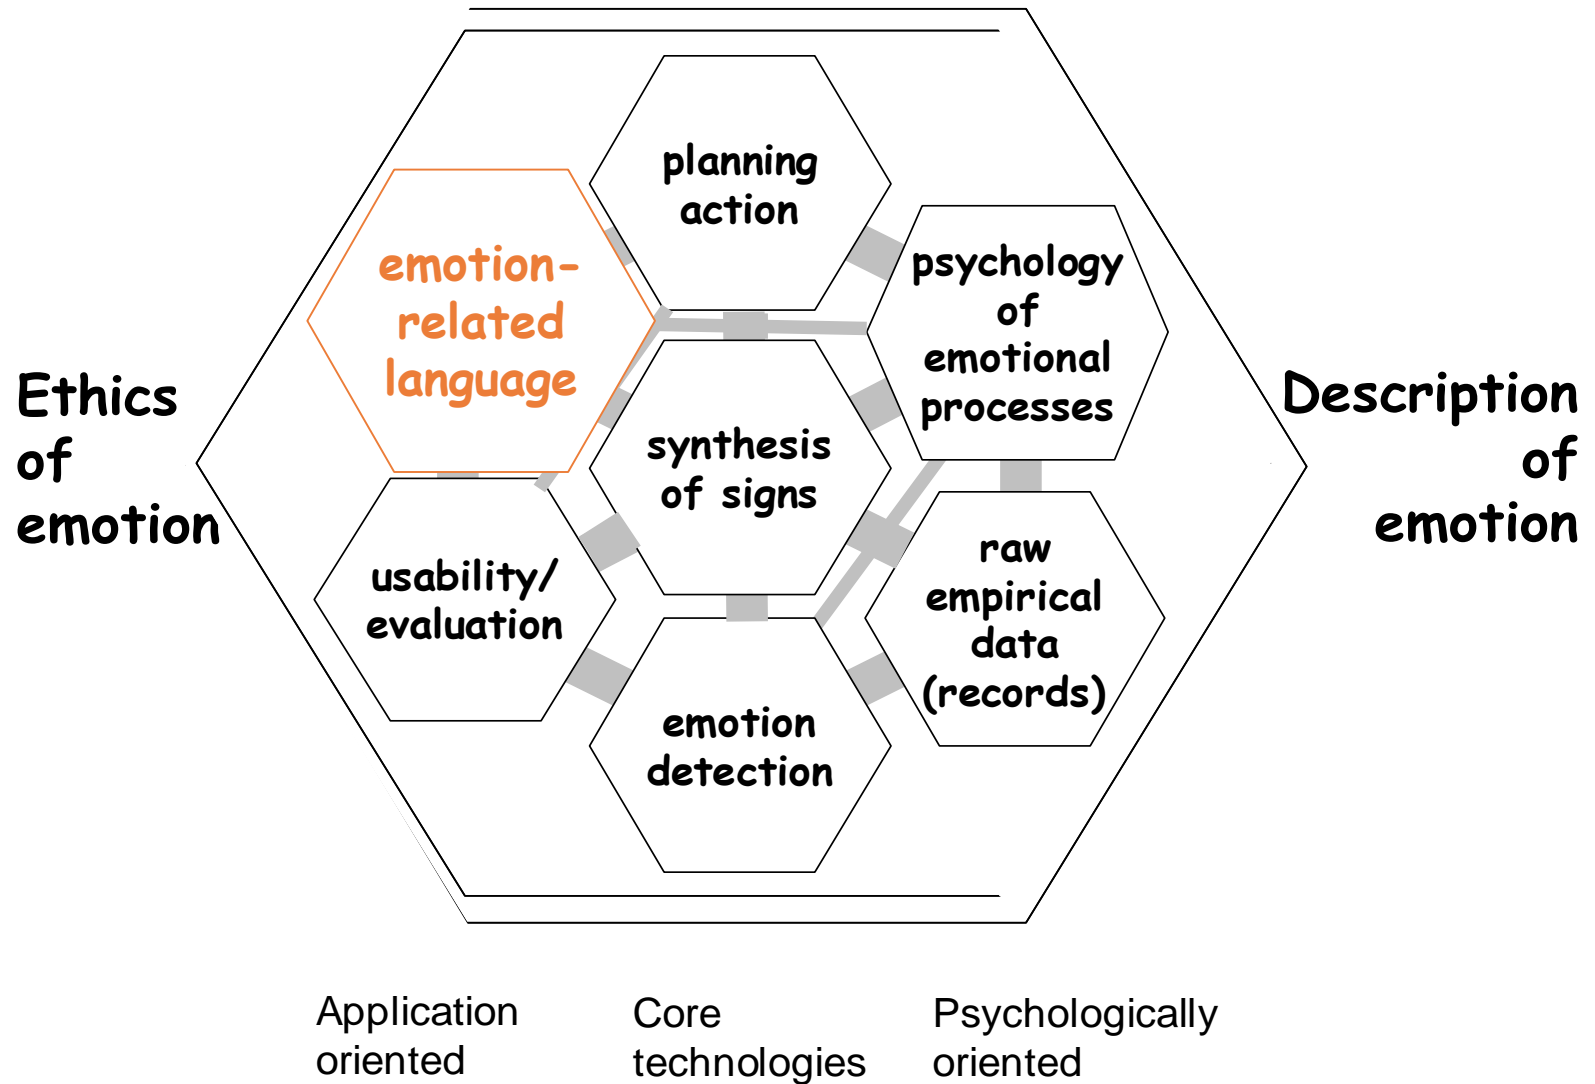 planning
action
emotion-
related
language
psychology
of
emotional
processes
Ethics
of
emotion
synthesis
of signs
Description
of
emotion
usability/
evaluation
raw
empirical
data
(records)
emotion
detection
Application
oriented
Core
technologies
Psychologically
oriented